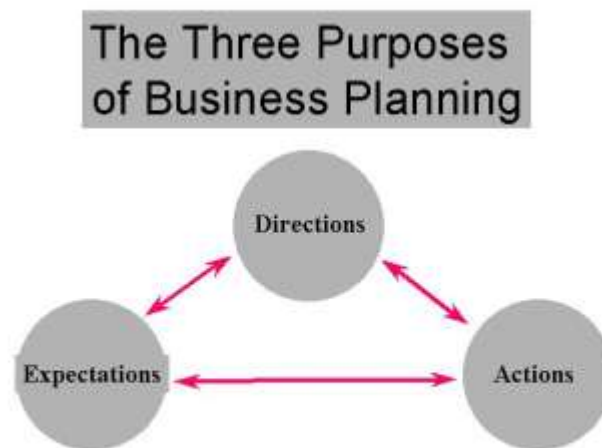 The Three Purposes
of Business Planning
Directions
Expectations
Actions